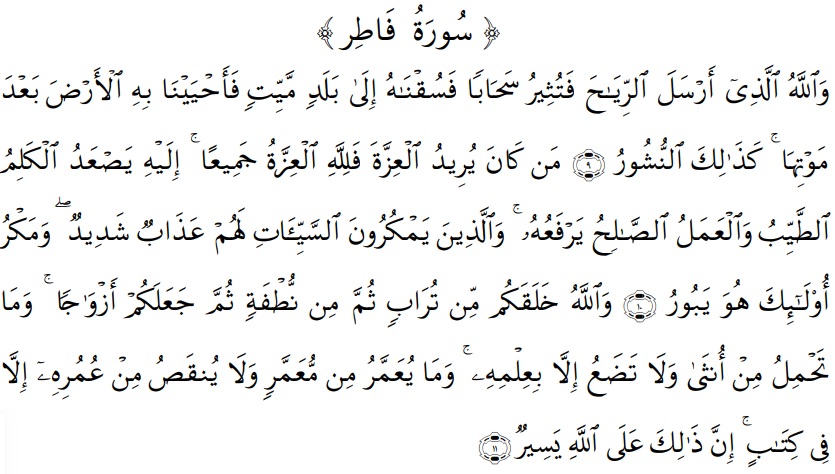 ﴿ سُورَةُ فَاطِر ﴾
وَٱللَّهُ ٱلَّذِىٓ أَرْسَلَ ٱلرِّيَـٰحَ فَتُثِيرُ سَحَابًا فَسُقْنَـٰهُ إِلَىٰ بَلَدٍ مَّيِّتٍ فَأَحْيَيْنَا بِهِ ٱلْأَرْضَ بَعْدَ
مَوْتِهَا ۚ كَذَٰلِكَ ٱلنُّشُورُ ۝٩ مَن كَانَ يُرِيدُ ٱلْعِزَّةَ فَلِلَّهِ ٱلْعِزَّةُ جَمِيعًا ۚ إِلَيْهِ يَصْعَدُ ٱلْكَلِمُ
ٱلطَّيِّبُ وَٱلْعَمَلُ ٱلصَّـٰلِحُ يَرْفَعُهُۥ ۚ وَٱلَّذِينَ يَمْكُرُونَ ٱلسَّيِّـَٔاتِ لَهُمْ عَذَابٌ شَدِيدٌ ۖ وَمَكْرُ
أُو۟لَـٰٓئِكَ هُوَ يَبُورُ ۝١٠ وَٱللَّهُ خَلَقَكُم مِّن تُرَابٍ ثُمَّ مِن نُّطْفَةٍ ثُمَّ جَعَلَكُمْ أَزْوَٰجًا ۚ وَمَا
تَحْمِلُ مِنْ أُنثَىٰ وَلَا تَضَعُ إِلَّا بِعِلْمِهِۦ ۚ وَمَا يُعَمَّرُ مِن مُّعَمَّرٍ وَلَا يُنقَصُ مِنْ عُمُرِهِۦٓ إِلَّا
فِى كِتَـٰبٍ ۚ إِنَّ ذَٰلِكَ عَلَى ٱللَّهِ يَسِيرٌ ۝١١